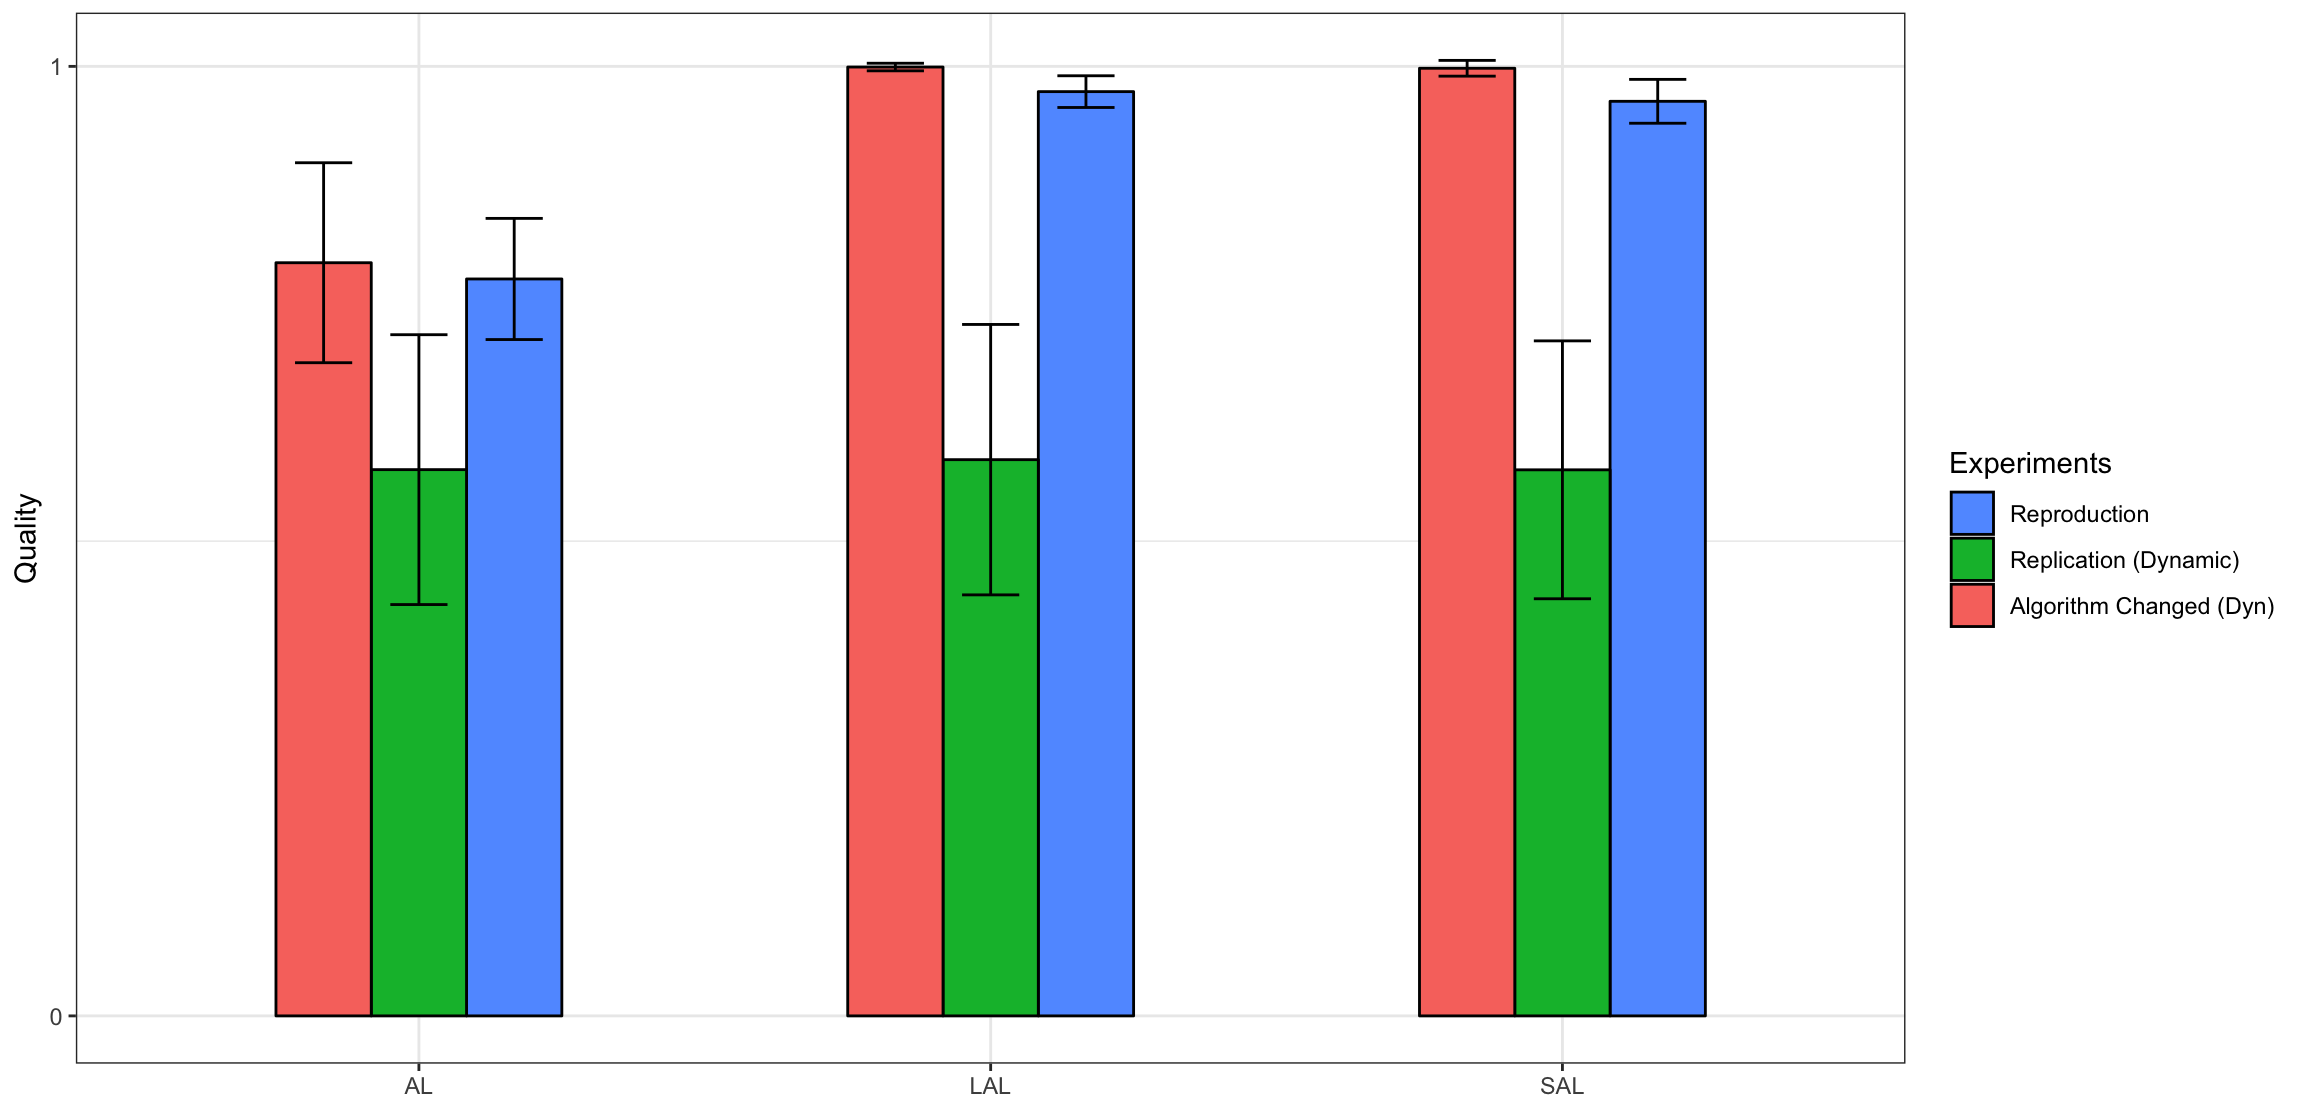 Quality
1
0
AL
LAL
SAL
Experiments
Reproduction
Replication (Dynamic)
Algorithm Changed (Dyn)